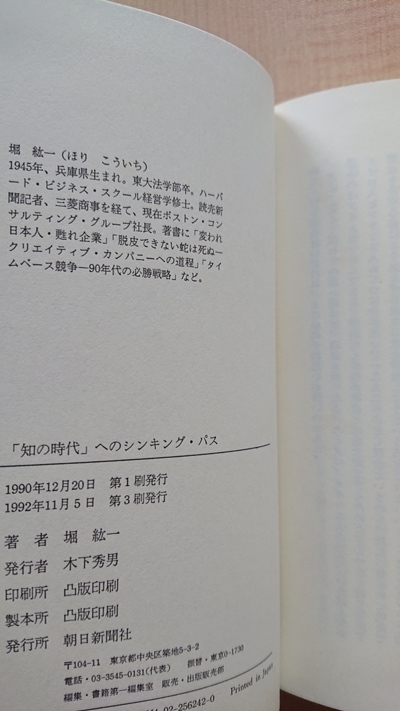 堀 紘一(ほり こういち)
1945年、兵庫県生まれ。東大法学部卒。ハーバ
ード・ビジネス・スクール経営学修士。読売新
聞記者、三菱商事を経て、現在ボストン・コン
サルティング・グループ社長。著書に「変われ
日本人・甦れ企業」「脱皮できない蛇は死ぬ―
クリエイティブ・カンパニーへの道程」「タイ
ムベース競争―90年代の必勝戦略」など。
「知の時代」へのシンキング・パス
1990年12月20日 第1刷発行
1992年11月5日 第3刷発行
著者 堀 紘一
発行者 木下秀男
印刷所 凸版印刷
製本所 凸版印刷
発行所 朝日新聞社
〒104-11 東京都中央区築地5-3-2
電話・03-3545-0131(代表) 振替・東京0-1730
編集・書籍第一編集室 販売・出版販売部
02-256242-0 Printed in Japan